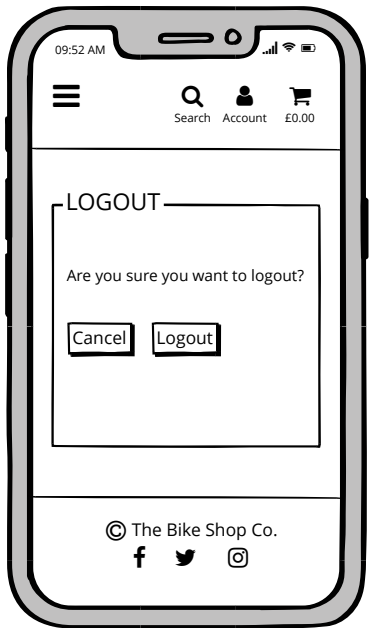 09:52 AM
Search Account £0.00
LOGOUT
Are you sure you want to logout?
Cancel Logout
© The Bike Shop Co.